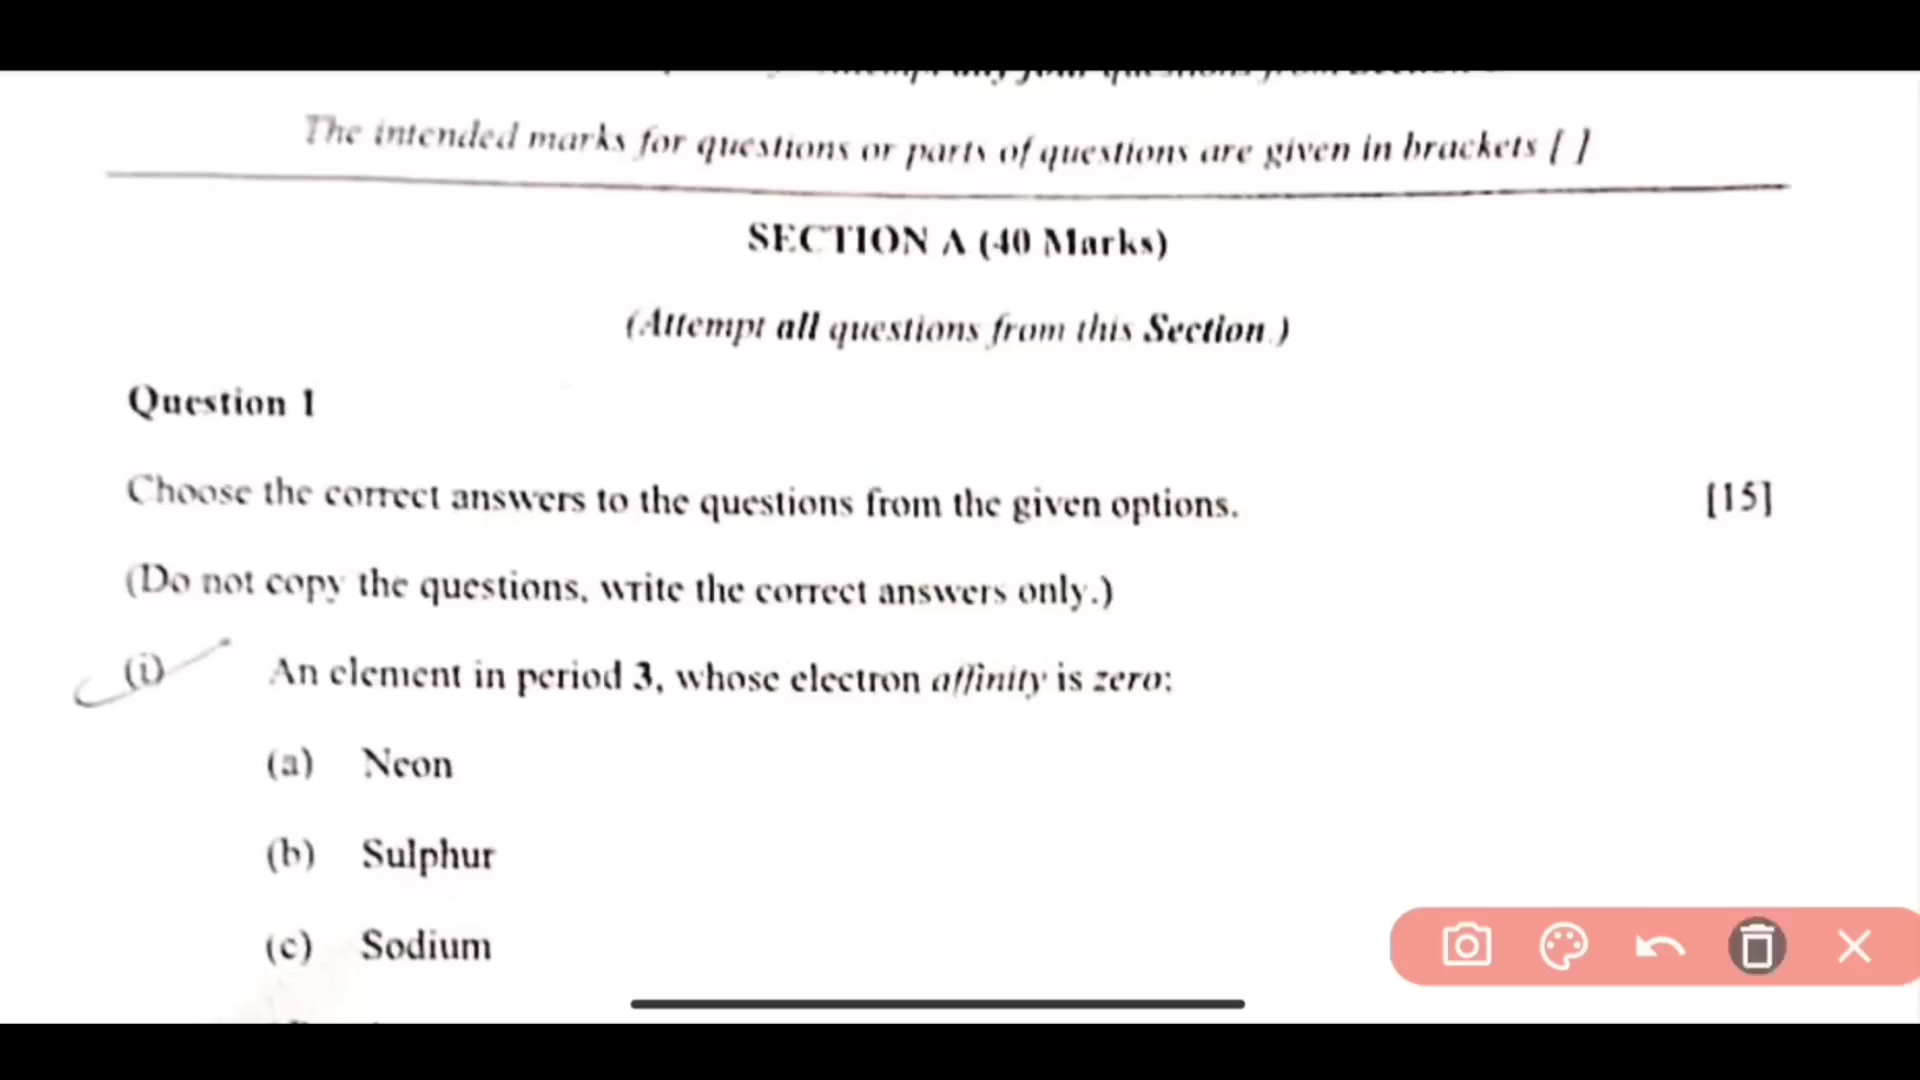 The intended marks for questions or parts of questions are given in brackets [ ]
SECTION A (40 Marks)
(Attempt all questions from this Section.)
Question 1
Choose the correct answers to the questions from the given options. [15]
(Do not copy the questions, write the correct answers only.)
(i) An element in period 3, whose electron affinity is zero:
(a) Neon
(b) Sulphur
(c) Sodium